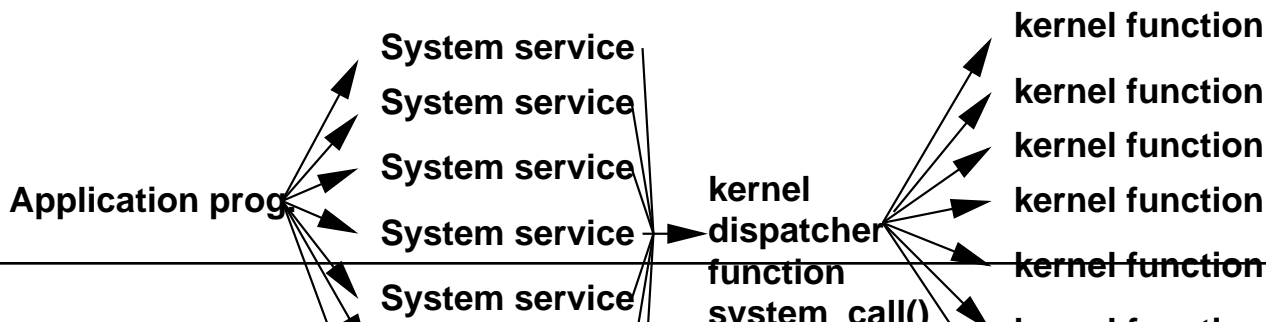 Application prog.
System service
System service
System service
System service
System service
kernel
dispatcher
function
system_call()
kernel function
kernel function
kernel function
kernel function
kernel function